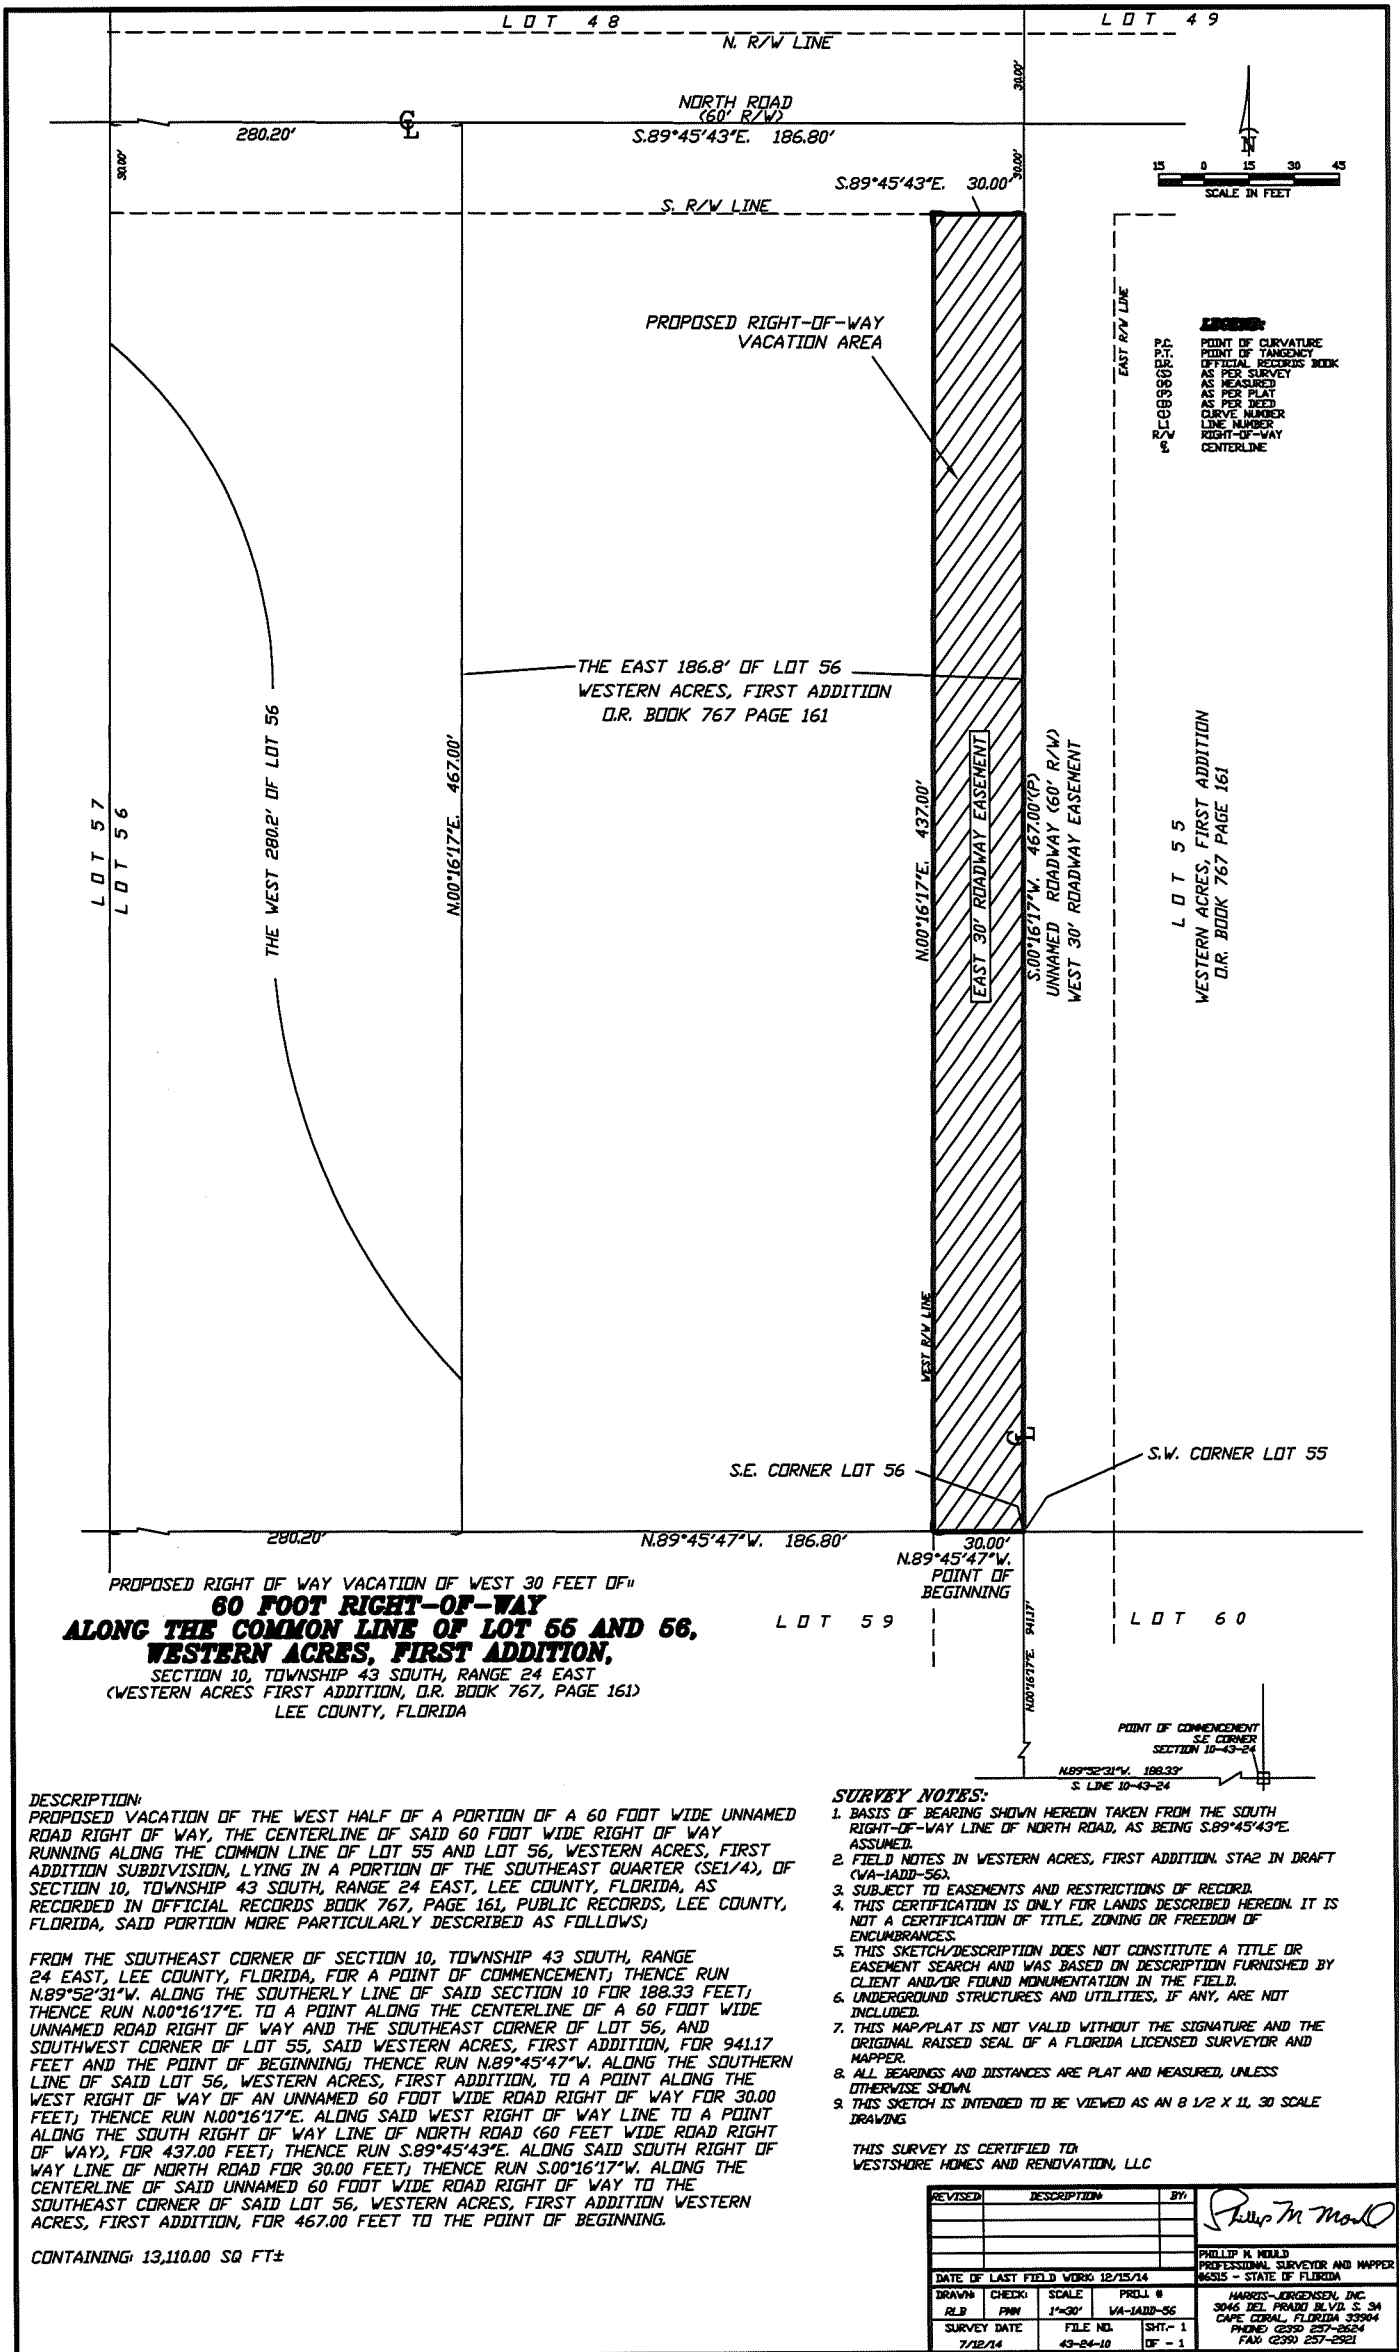 LOT 48
LOT 49
N. R/W LINE
30.00'
NORTH ROAD
(60' R/W)
280.20'
S.89°45'43"E. 186.80'
30.00'
30.00'
S.89°45'43"E. 30.00'
S. R/W LINE
N
15 0 15 30 45
SCALE IN FEET
PROPOSED RIGHT-OF-WAY
VACATION AREA
EAST R/W LINE
LEGEND:
P.C. POINT OF CURVATURE
P.T. POINT OF TANGENCY
O.R. OFFICIAL RECORDS BOOK
(S) AS PER SURVEY
AS MEASURED
(P) AS PER PLAT
(D) AS PER DEED
CURVE NUMBER
L1 LINE NUMBER
R/W RIGHT-OF-WAY
CENTERLINE
THE EAST 186.8' OF LOT 56
WESTERN ACRES, FIRST ADDITION
O.R. BOOK 767 PAGE 161
LOT 57
LOT 56
THE WEST 280.2' OF LOT 56
N.00°16'17"E. 467.00'
N.00°16'17"E. 437.00'
EAST 30' ROADWAY EASEMENT
S.00°16'17"W. 467.00'(P)
UNNAMED ROADWAY (60' R/W)
WEST 30' ROADWAY EASEMENT
LOT 55
WESTERN ACRES, FIRST ADDITION
O.R. BOOK 767 PAGE 161
WEST R/W LINE
S.E. CORNER LOT 56
S.W. CORNER LOT 55
280.20'
N.89°45'47"W. 186.80'
30.00'
N.89°45'47"W.
POINT OF
BEGINNING
LOT 59
LOT 60
N.00°16'17"E. 941.17'
PROPOSED RIGHT OF WAY VACATION OF WEST 30 FEET OF"
60 FOOT RIGHT-OF-WAY
ALONG THE COMMON LINE OF LOT 55 AND 56,
WESTERN ACRES, FIRST ADDITION,
SECTION 10, TOWNSHIP 43 SOUTH, RANGE 24 EAST
(WESTERN ACRES FIRST ADDITION, O.R. BOOK 767, PAGE 161)
LEE COUNTY, FLORIDA
POINT OF COMMENCEMENT
S.E CORNER
SECTION 10-43-24
N.89°52'31"W. 188.33'
S. LINE 10-43-24
DESCRIPTION:
PROPOSED VACATION OF THE WEST HALF OF A PORTION OF A 60 FOOT WIDE UNNAMED
ROAD RIGHT OF WAY, THE CENTERLINE OF SAID 60 FOOT WIDE RIGHT OF WAY
RUNNING ALONG THE COMMON LINE OF LOT 55 AND LOT 56, WESTERN ACRES, FIRST
ADDITION SUBDIVISION, LYING IN A PORTION OF THE SOUTHEAST QUARTER (SE1/4), OF
SECTION 10, TOWNSHIP 43 SOUTH, RANGE 24 EAST, LEE COUNTY, FLORIDA, AS
RECORDED IN OFFICIAL RECORDS BOOK 767, PAGE 161, PUBLIC RECORDS, LEE COUNTY,
FLORIDA, SAID PORTION MORE PARTICULARLY DESCRIBED AS FOLLOWS;
FROM THE SOUTHEAST CORNER OF SECTION 10, TOWNSHIP 43 SOUTH, RANGE
24 EAST, LEE COUNTY, FLORIDA, FOR A POINT OF COMMENCEMENT; THENCE RUN
N.89°52'31"W. ALONG THE SOUTHERLY LINE OF SAID SECTION 10 FOR 188.33 FEET;
THENCE RUN N.00°16'17"E. TO A POINT ALONG THE CENTERLINE OF A 60 FOOT WIDE
UNNAMED ROAD RIGHT OF WAY AND THE SOUTHEAST CORNER OF LOT 56, AND
SOUTHWEST CORNER OF LOT 55, SAID WESTERN ACRES, FIRST ADDITION, FOR 941.17
FEET AND THE POINT OF BEGINNING; THENCE RUN N.89°45'47"W. ALONG THE SOUTHERN
LINE OF SAID LOT 56, WESTERN ACRES, FIRST ADDITION, TO A POINT ALONG THE
WEST RIGHT OF WAY OF AN UNNAMED 60 FOOT WIDE ROAD RIGHT OF WAY FOR 30.00
FEET; THENCE RUN N.00°16'17"E. ALONG SAID WEST RIGHT OF WAY LINE TO A POINT
ALONG THE SOUTH RIGHT OF WAY LINE OF NORTH ROAD (60 FEET WIDE ROAD RIGHT
OF WAY), FOR 437.00 FEET; THENCE RUN S.89°45'43"E. ALONG SAID SOUTH RIGHT OF
WAY LINE OF NORTH ROAD FOR 30.00 FEET; THENCE RUN S.00°16'17"W. ALONG THE
CENTERLINE OF SAID UNNAMED 60 FOOT WIDE ROAD RIGHT OF WAY TO THE
SOUTHEAST CORNER OF SAID LOT 56, WESTERN ACRES, FIRST ADDITION WESTERN
ACRES, FIRST ADDITION, FOR 467.00 FEET TO THE POINT OF BEGINNING.
CONTAINING: 13,110.00 SQ FT±
SURVEY NOTES:
1. BASIS OF BEARING SHOWN HEREON TAKEN FROM THE SOUTH
RIGHT-OF-WAY LINE OF NORTH ROAD, AS BEING S.89°45'43"E.
ASSUMED.
2. FIELD NOTES IN WESTERN ACRES, FIRST ADDITION. STA2 IN DRAFT
(WA-1ADD-56).
3. SUBJECT TO EASEMENTS AND RESTRICTIONS OF RECORD.
4. THIS CERTIFICATION IS ONLY FOR LANDS DESCRIBED HEREON. IT IS
NOT A CERTIFICATION OF TITLE, ZONING OR FREEDOM OF
ENCUMBRANCES.
5. THIS SKETCH/DESCRIPTION DOES NOT CONSTITUTE A TITLE OR
EASEMENT SEARCH AND WAS BASED ON DESCRIPTION FURNISHED BY
CLIENT AND/OR FOUND MONUMENTATION IN THE FIELD.
6. UNDERGROUND STRUCTURES AND UTILITIES, IF ANY, ARE NOT
INCLUDED.
7. THIS MAP/PLAT IS NOT VALID WITHOUT THE SIGNATURE AND THE
ORIGINAL RAISED SEAL OF A FLORIDA LICENSED SURVEYOR AND
MAPPER.
8. ALL BEARINGS AND DISTANCES ARE PLAT AND MEASURED, UNLESS
OTHERWISE SHOWN.
9. THIS SKETCH IS INTENDED TO BE VIEWED AS AN 8 1/2 X 11, 30 SCALE
DRAWING
THIS SURVEY IS CERTIFIED TO:
WESTSHORE HOMES AND RENOVATION, LLC
REVISED DESCRIPTION: BY:
Phillip M Mould
PHILLIP M. MOULD
PROFESSIONAL SURVEYOR AND MAPPER
#6515 - STATE OF FLORIDA
DATE OF LAST FIELD WORK: 12/15/14
DRAWN: CHECK: SCALE PROJ. #
RLB PMM 1"=30' WA-1ADD-56
SURVEY DATE FILE NO. SHT.- 1
7/12/14 43-24-10 OF - 1
HARRIS-JORGENSEN, INC.
3046 DEL PRADO BLVD. S. 3A
CAPE CORAL, FLORIDA 33904
PHONE: (239) 257-2624
FAX: (239) 257-2921